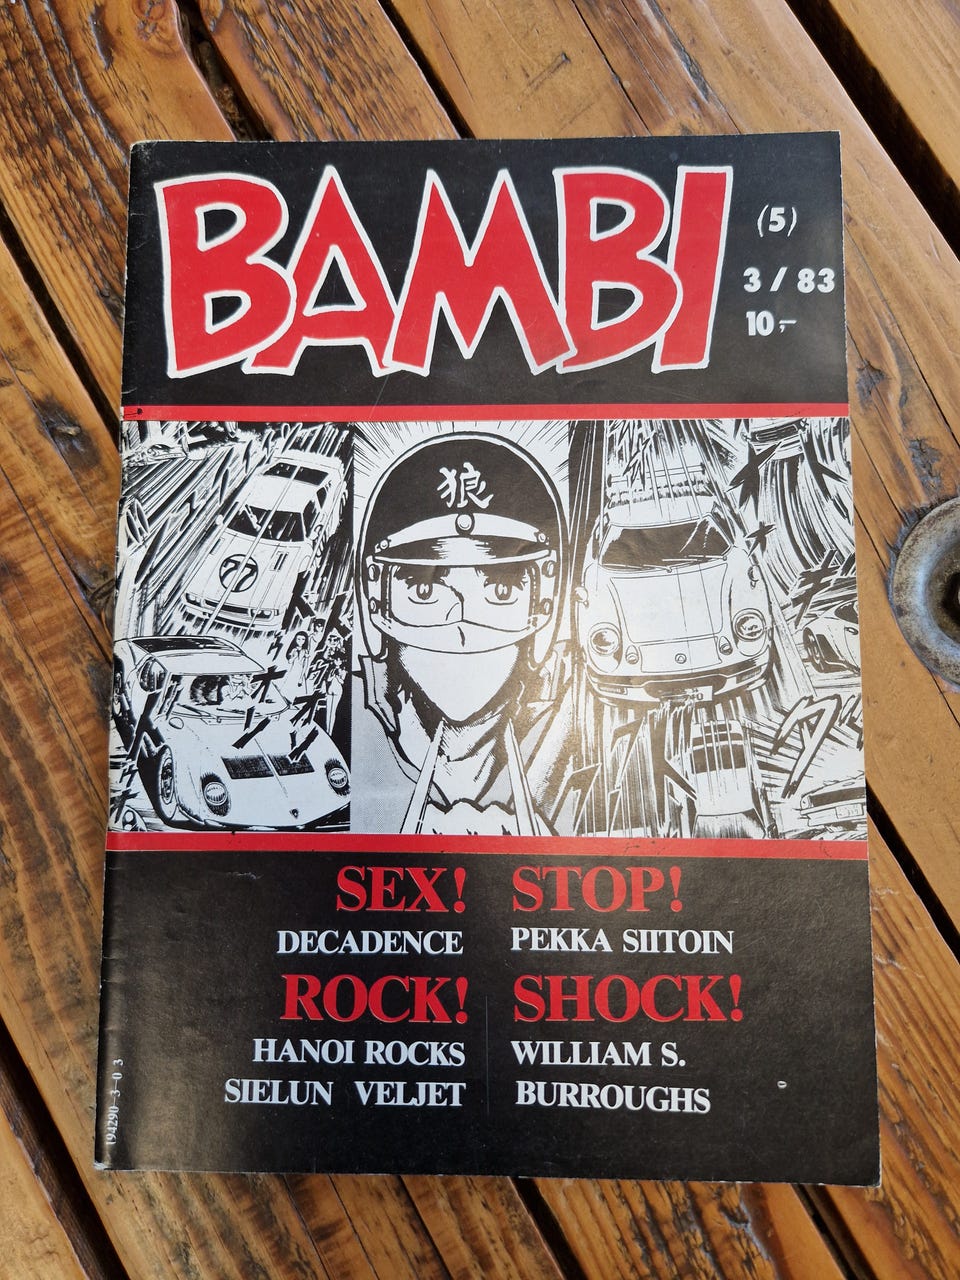 BAMBI
(5)
3 / 83
10,-
狼
77
SEX!
DECADENCE
ROCK!
HANOI ROCKS
SIELUN VELJET
STOP!
PEKKA SIITOIN
SHOCK!
WILLIAM S.
BURROUGHS
194290-3-0 3